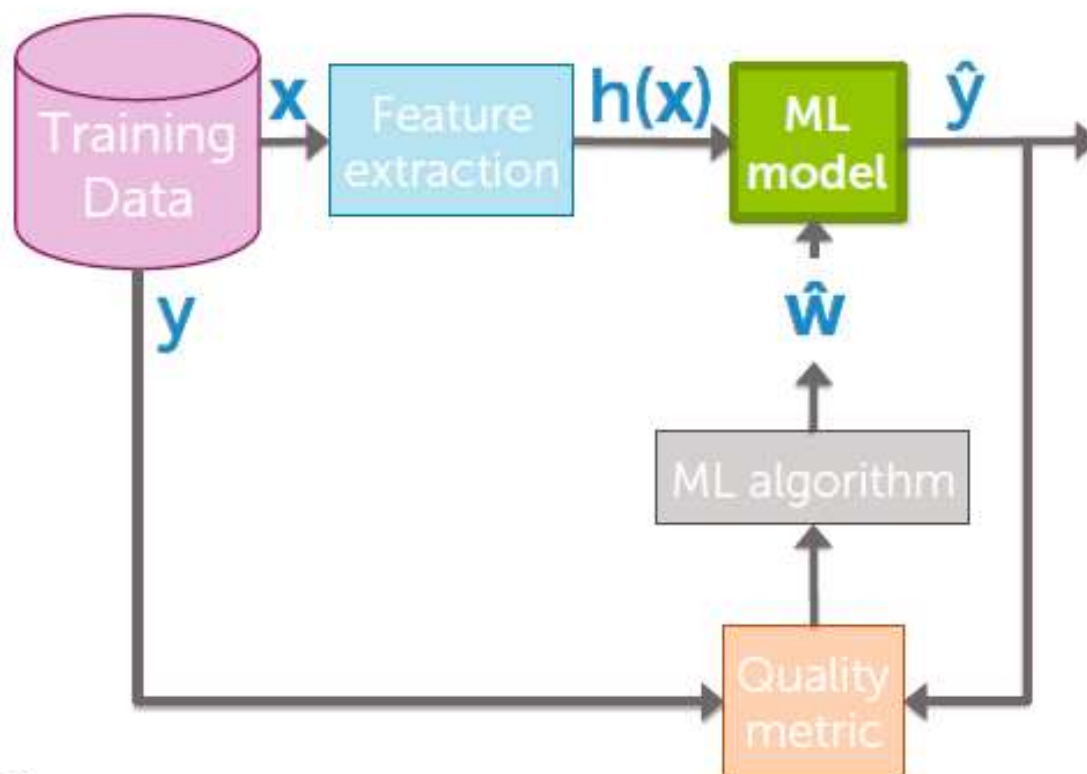 Training
Data
x
Feature
extraction
h(x)
ML
model
ŷ
y
ŵ
ML algorithm
Quality
metric